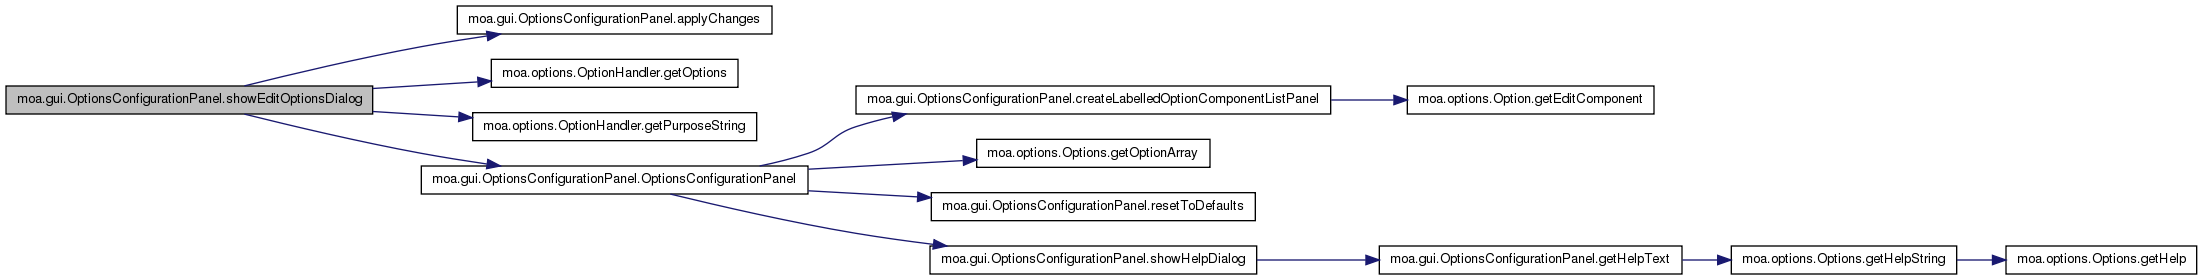 moa.gui.OptionsConfigurationPanel.applyChanges
moa.options.OptionHandler.getOptions
moa.gui.OptionsConfigurationPanel.showEditOptionsDialog
moa.gui.OptionsConfigurationPanel.createLabelledOptionComponentListPanel
moa.options.Option.getEditComponent
moa.options.OptionHandler.getPurposeString
moa.options.Options.getOptionArray
moa.gui.OptionsConfigurationPanel.OptionsConfigurationPanel
moa.gui.OptionsConfigurationPanel.resetToDefaults
moa.gui.OptionsConfigurationPanel.showHelpDialog
moa.gui.OptionsConfigurationPanel.getHelpText
moa.options.Options.getHelpString
moa.options.Options.getHelp